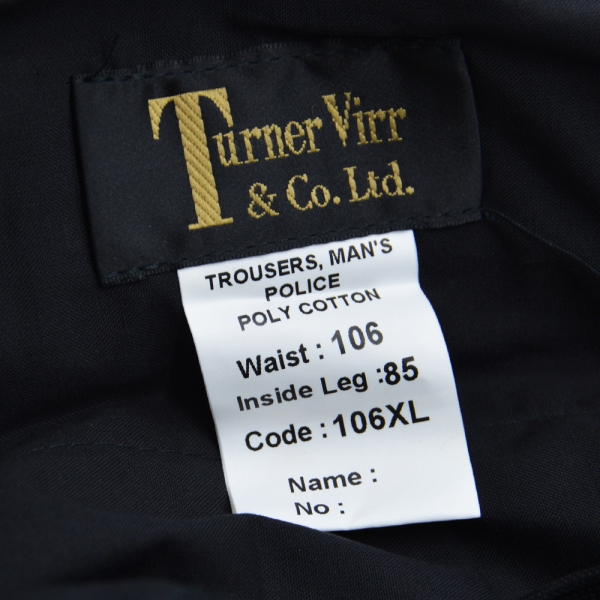 Turner Virr
& Co. Ltd.
TROUSERS, MAN'S
POLICE
POLY COTTON
Waist : 106
Inside Leg : 85
Code : 106XL
Name :
No :